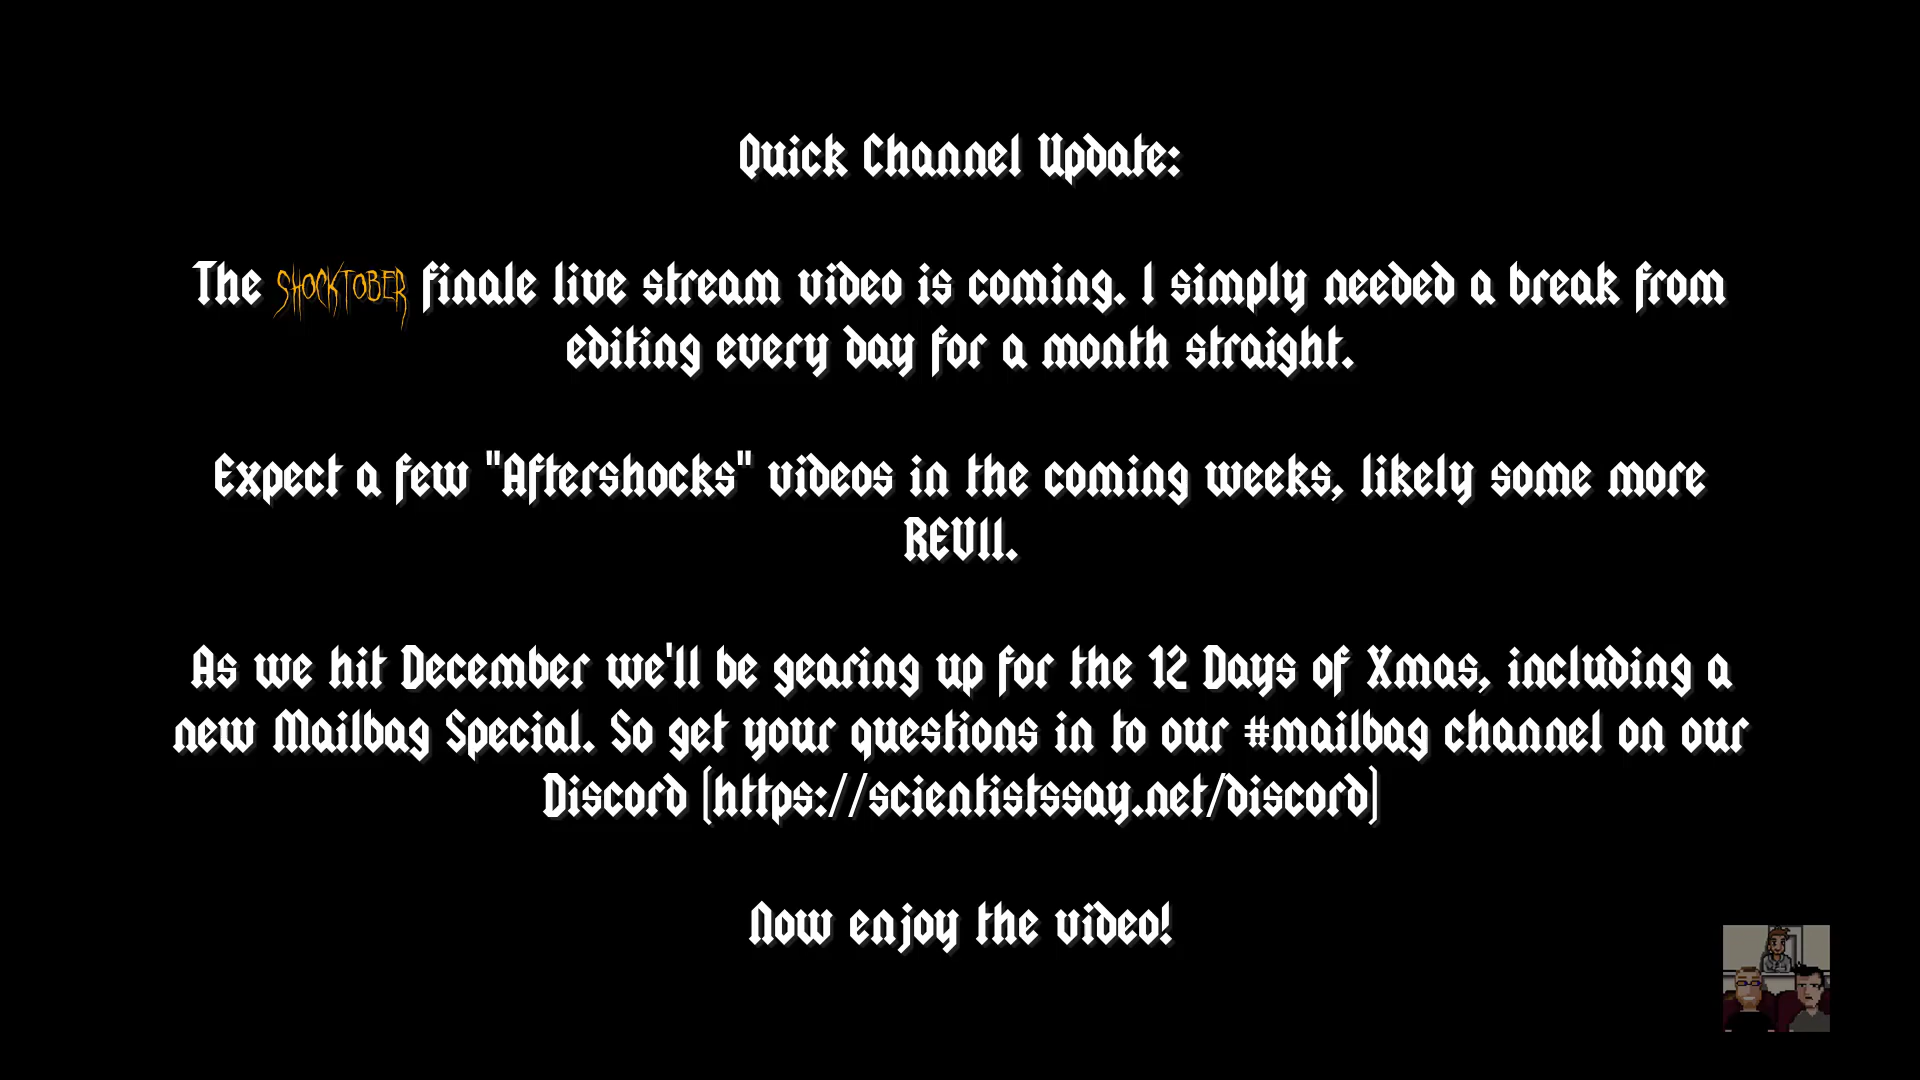 Quick Channel Update:
The SHOCKTOBER finale live stream video is coming. I simply needed a break from
editing every day for a month straight.
Expect a few "Aftershocks" videos in the coming weeks, likely some more
REVII.
As we hit December we'll be gearing up for the 12 Days of Xmas, including a
new Mailbag Special. So get your questions in to our #mailbag channel on our
Discord (https://scientistssay.net/discord)
Now enjoy the video!